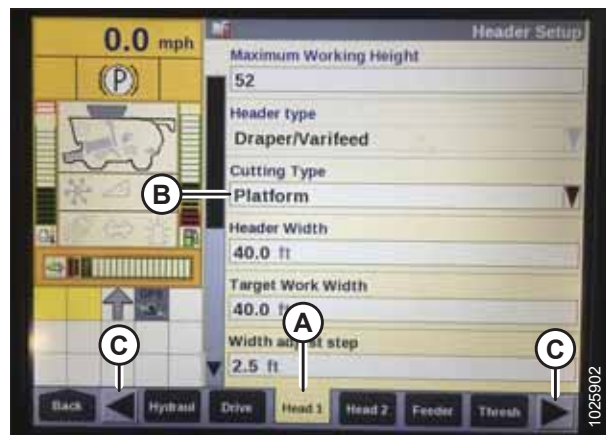 0.0 mph
(P)
Header Setup
Maximum Working Height
52
Header type
Draper/Varifeed
Cutting Type
B
Platform
Header Width
40.0 ft
Target Work Width
40.0 ft
A
Width adjust step
2.5 ft
C
C
Back
Hydraul
Drive
Head 1
Head 2
Feeder
Thresh
1025902